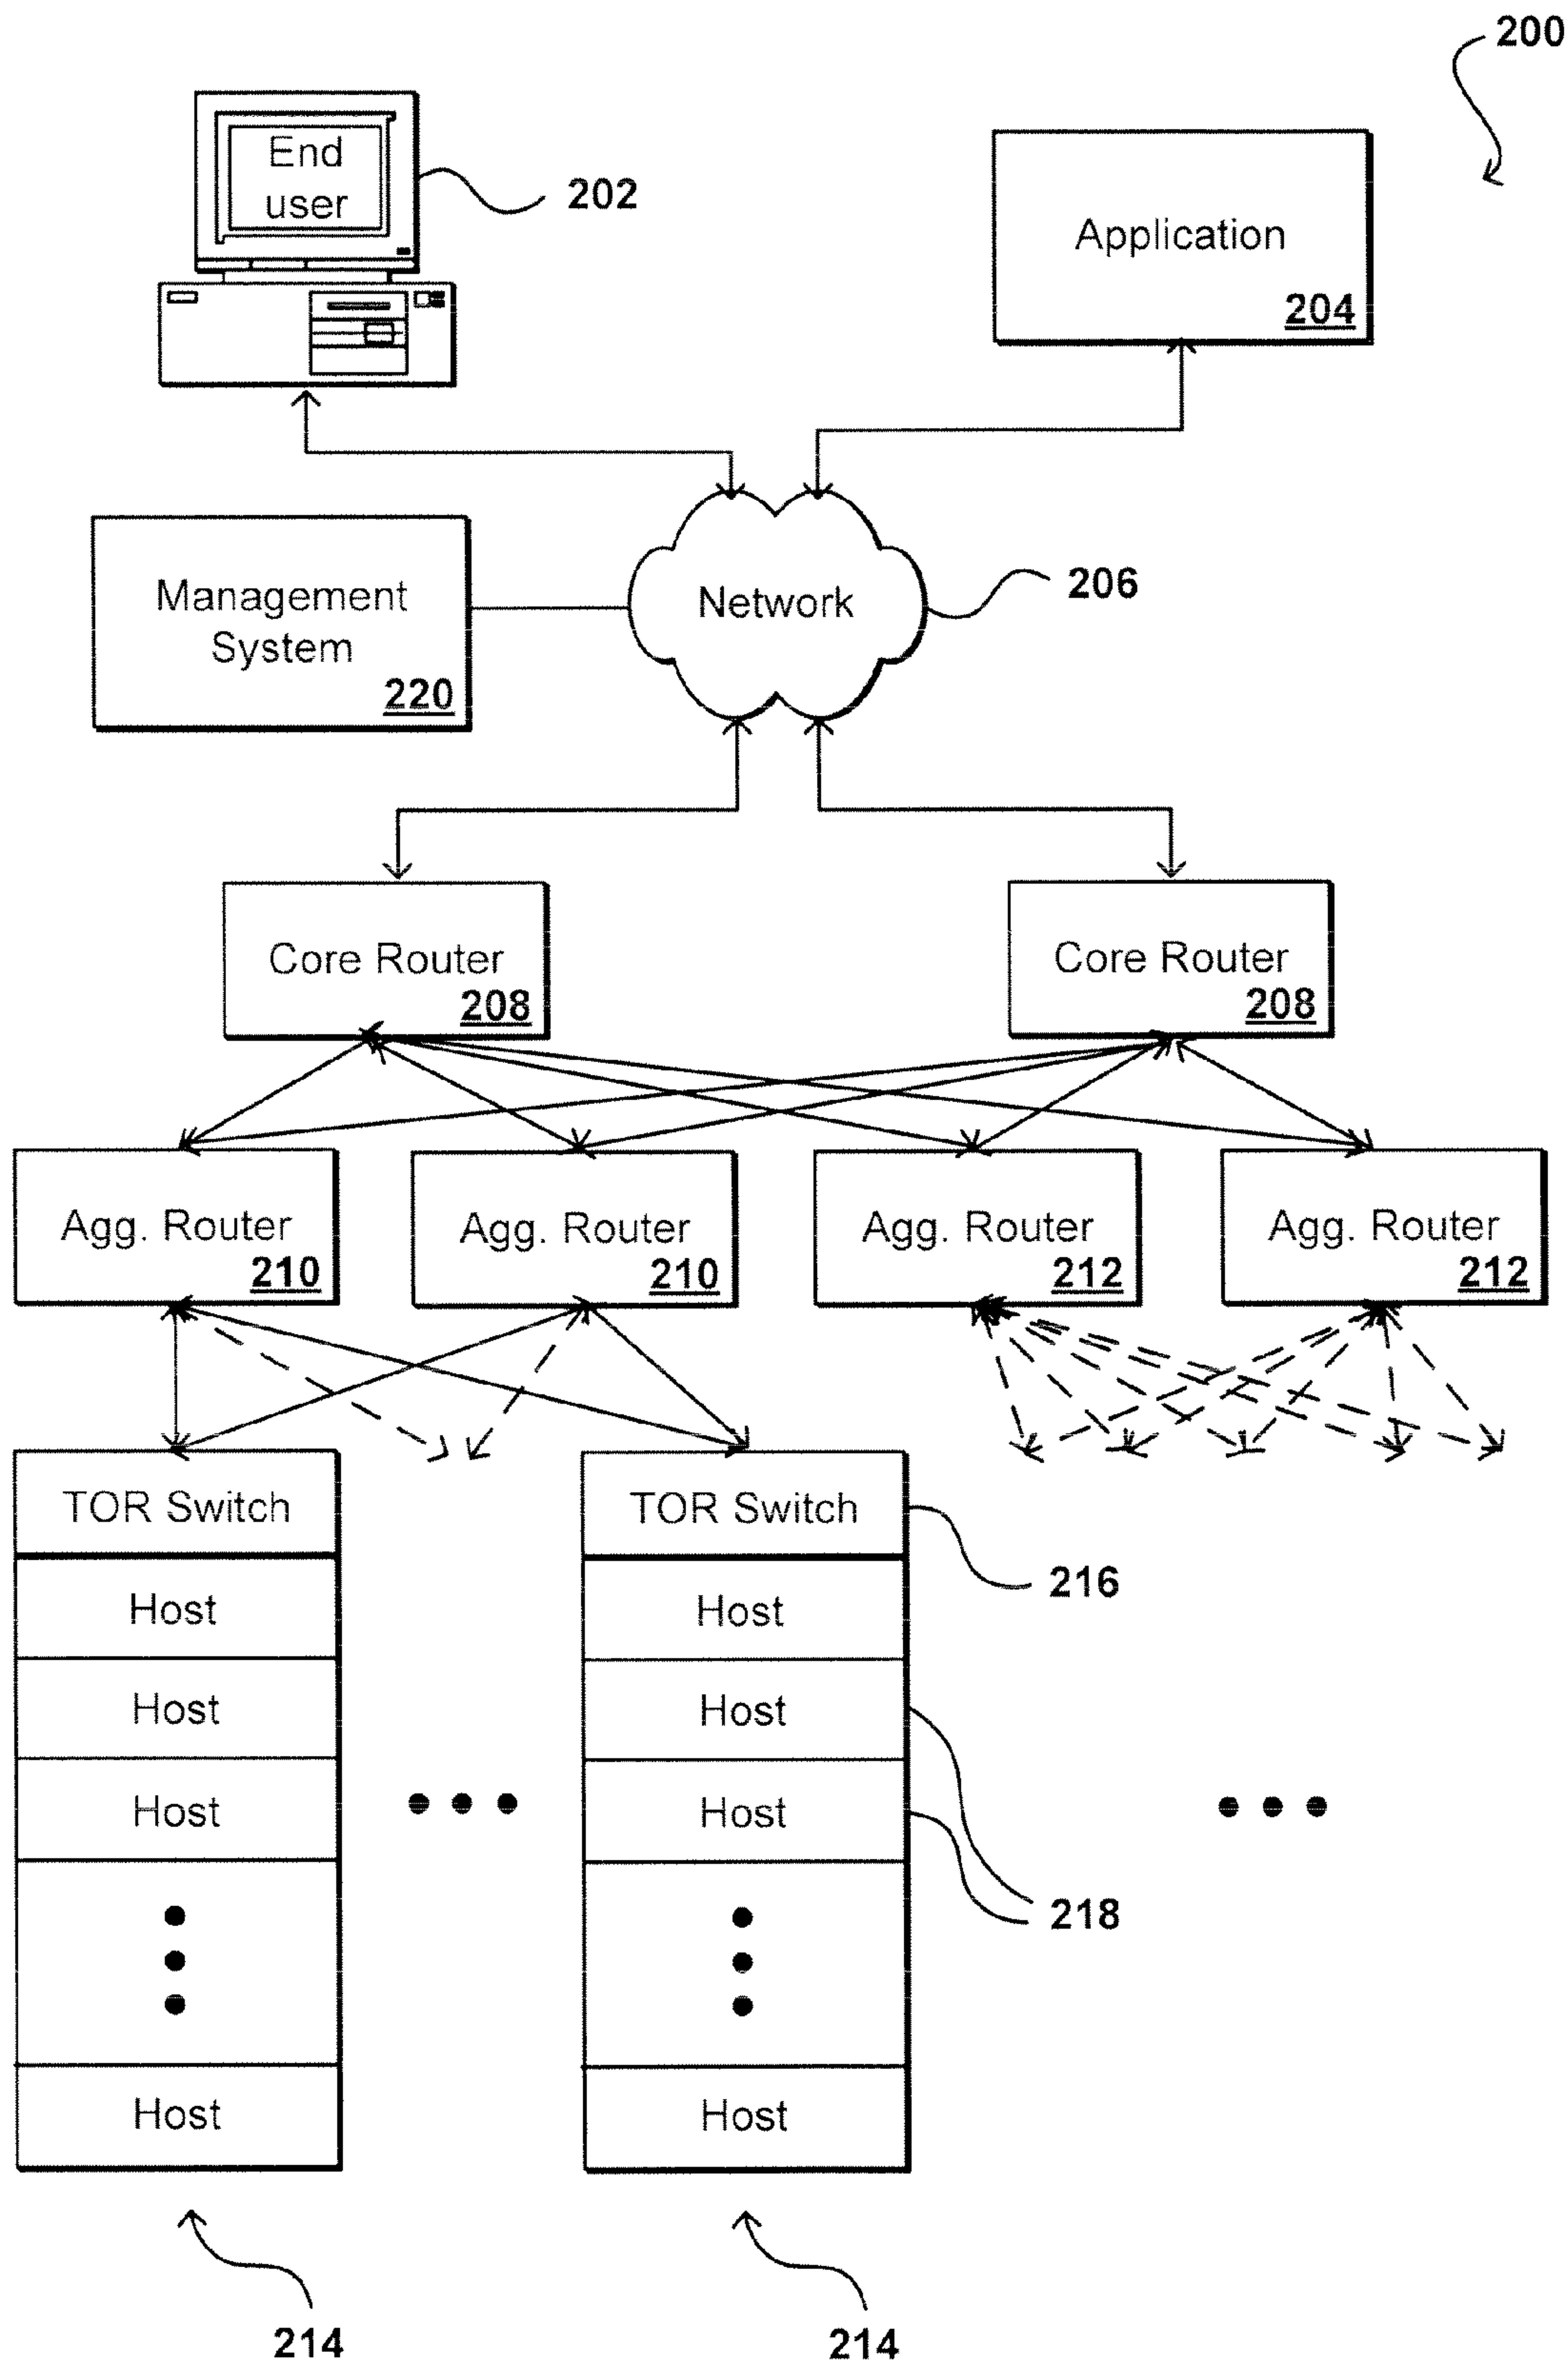 200
End
user
202
Application
204
Management
System
220
Network
206
Core Router
208
Core Router
208
Agg. Router
210
Agg. Router
210
Agg. Router
212
Agg. Router
212
TOR Switch
TOR Switch
216
Host
Host
Host
Host
Host
Host
218
Host
Host
214
214